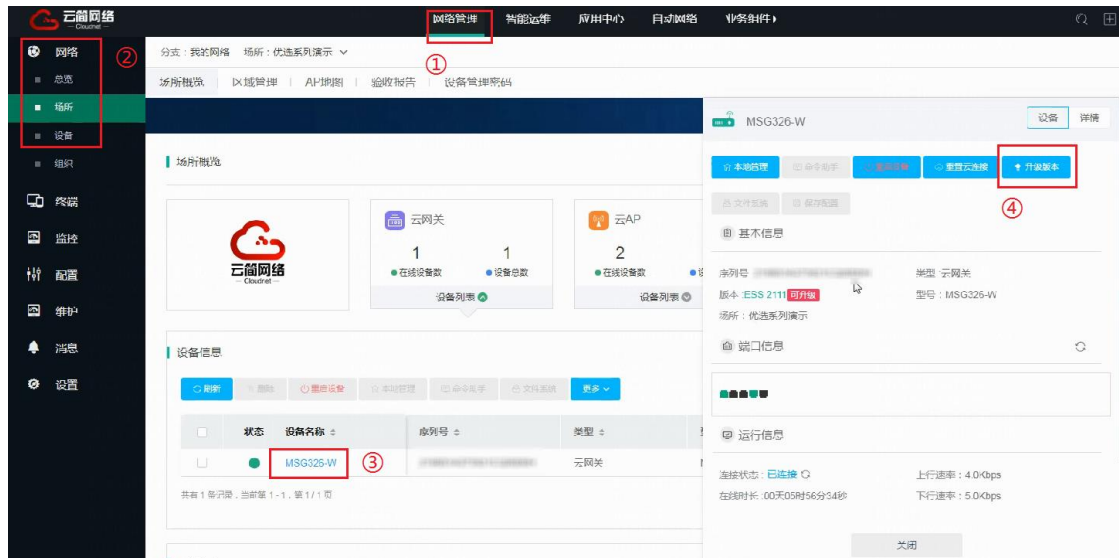 云简网络
Cloudnet
网络管理 智能运维 应用中心 自动网络 业务组件
①
②
网络
总览
场所
设备
组织
终端
监控
配置
维护
消息
设置
分支：我的网络 场所：优选系列演示
场所概览 区域管理 AP地图 验收报告 设备管理密码
场所概览
云简网络
Cloudnet
云网关
1 1
在线设备数 设备总数
设备列表
云AP
2
在线设备数
设备列表
设备信息
刷新 删除 重启设备 本地管理 命令助手 文件系统 更多
状态 设备名称 序列号 类型
MSG326-W ③ 云网关
共有1条记录，当前第1-1，第1/1页
MSG326-W 设备 详情
本地管理 命令助手 重启设备 重置云连接 升级版本
④
文件系统 保存配置
基本信息
序列号 类型：云网关
版本：ESS 2111 可升级 型号：MSG326-W
场所：优选系列演示
端口信息
运行信息
连接状态：已连接 上行速率：4.0Kbps
在线时长：00天05时56分34秒 下行速率：5.0Kbps
关闭